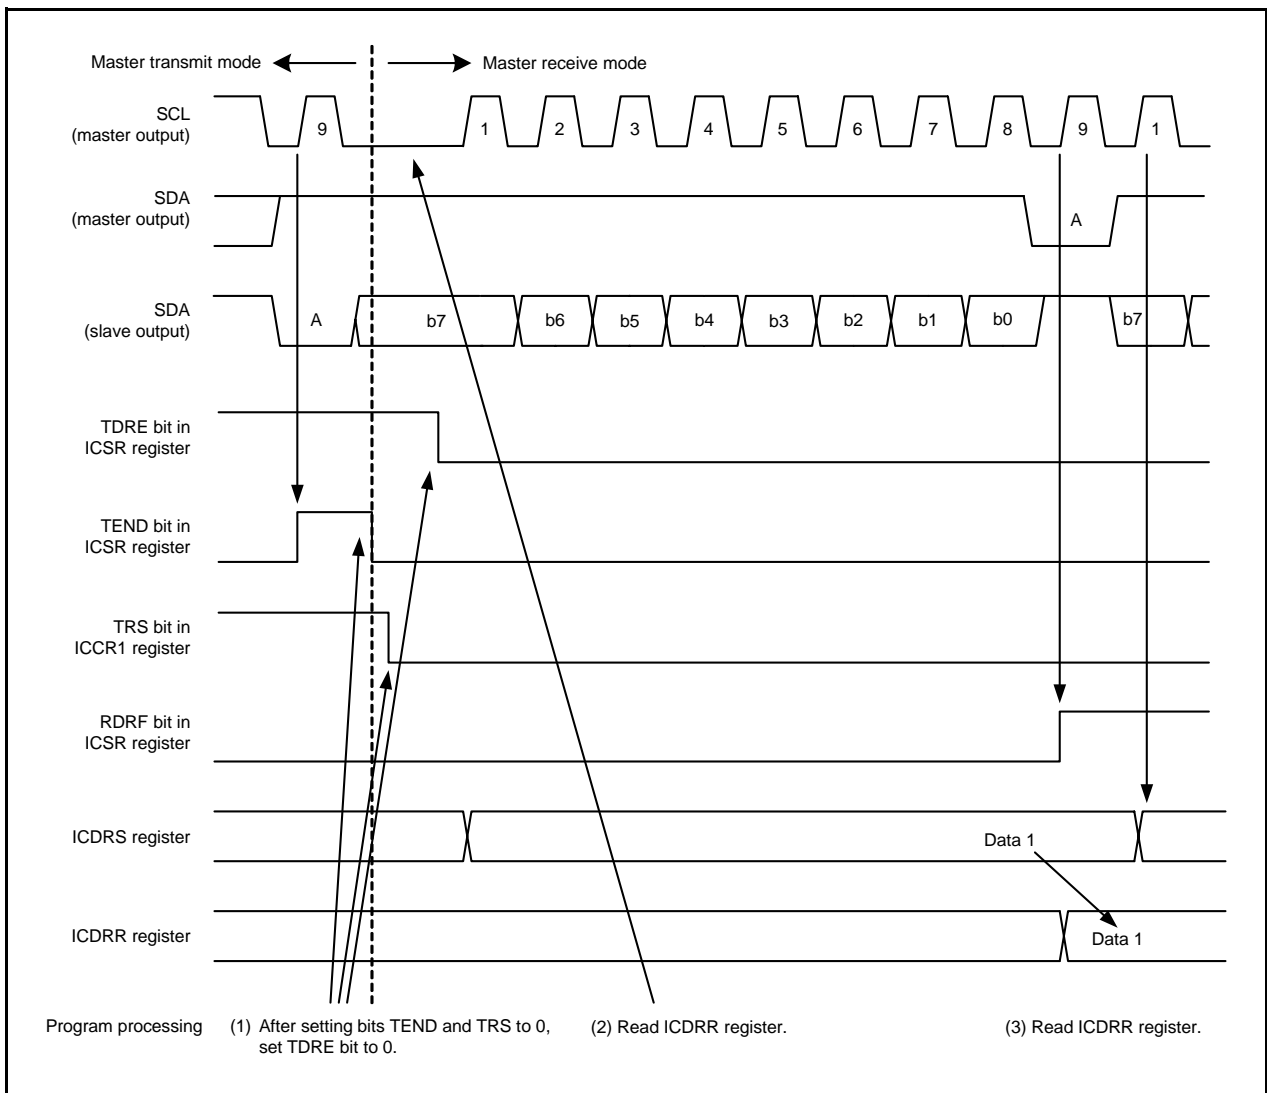 Master transmit mode
Master receive mode
SCL
(master output)
9 1 2 3 4 5 6 7 8 9 1
SDA
(master output)
A
SDA
(slave output)
A b7 b6 b5 b4 b3 b2 b1 b0 b7
TDRE bit in
ICSR register
TEND bit in
ICSR register
TRS bit in
ICCR1 register
RDRF bit in
ICSR register
ICDRS register
Data 1
ICDRR register
Data 1
Program processing
(1) After setting bits TEND and TRS to 0,
set TDRE bit to 0.
(2) Read ICDRR register.
(3) Read ICDRR register.